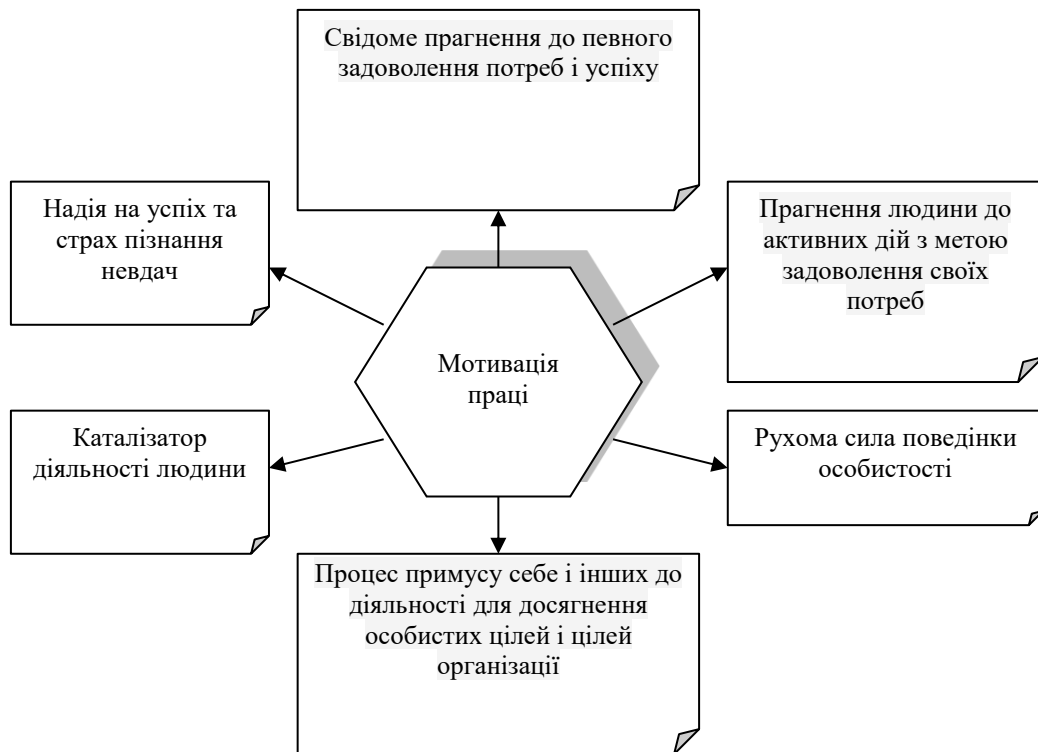 Свідоме прагнення до певного
задоволення потреб і успіху
Надія на успіх та
страх пізнання
невдач
Прагнення людини до
активних дій з метою
задоволення своїх
потреб
Мотивація
праці
Каталізатор
діяльності людини
Рухома сила поведінки
особистості
Процес примусу себе і інших до
діяльності для досягнення
особистих цілей і цілей
організації